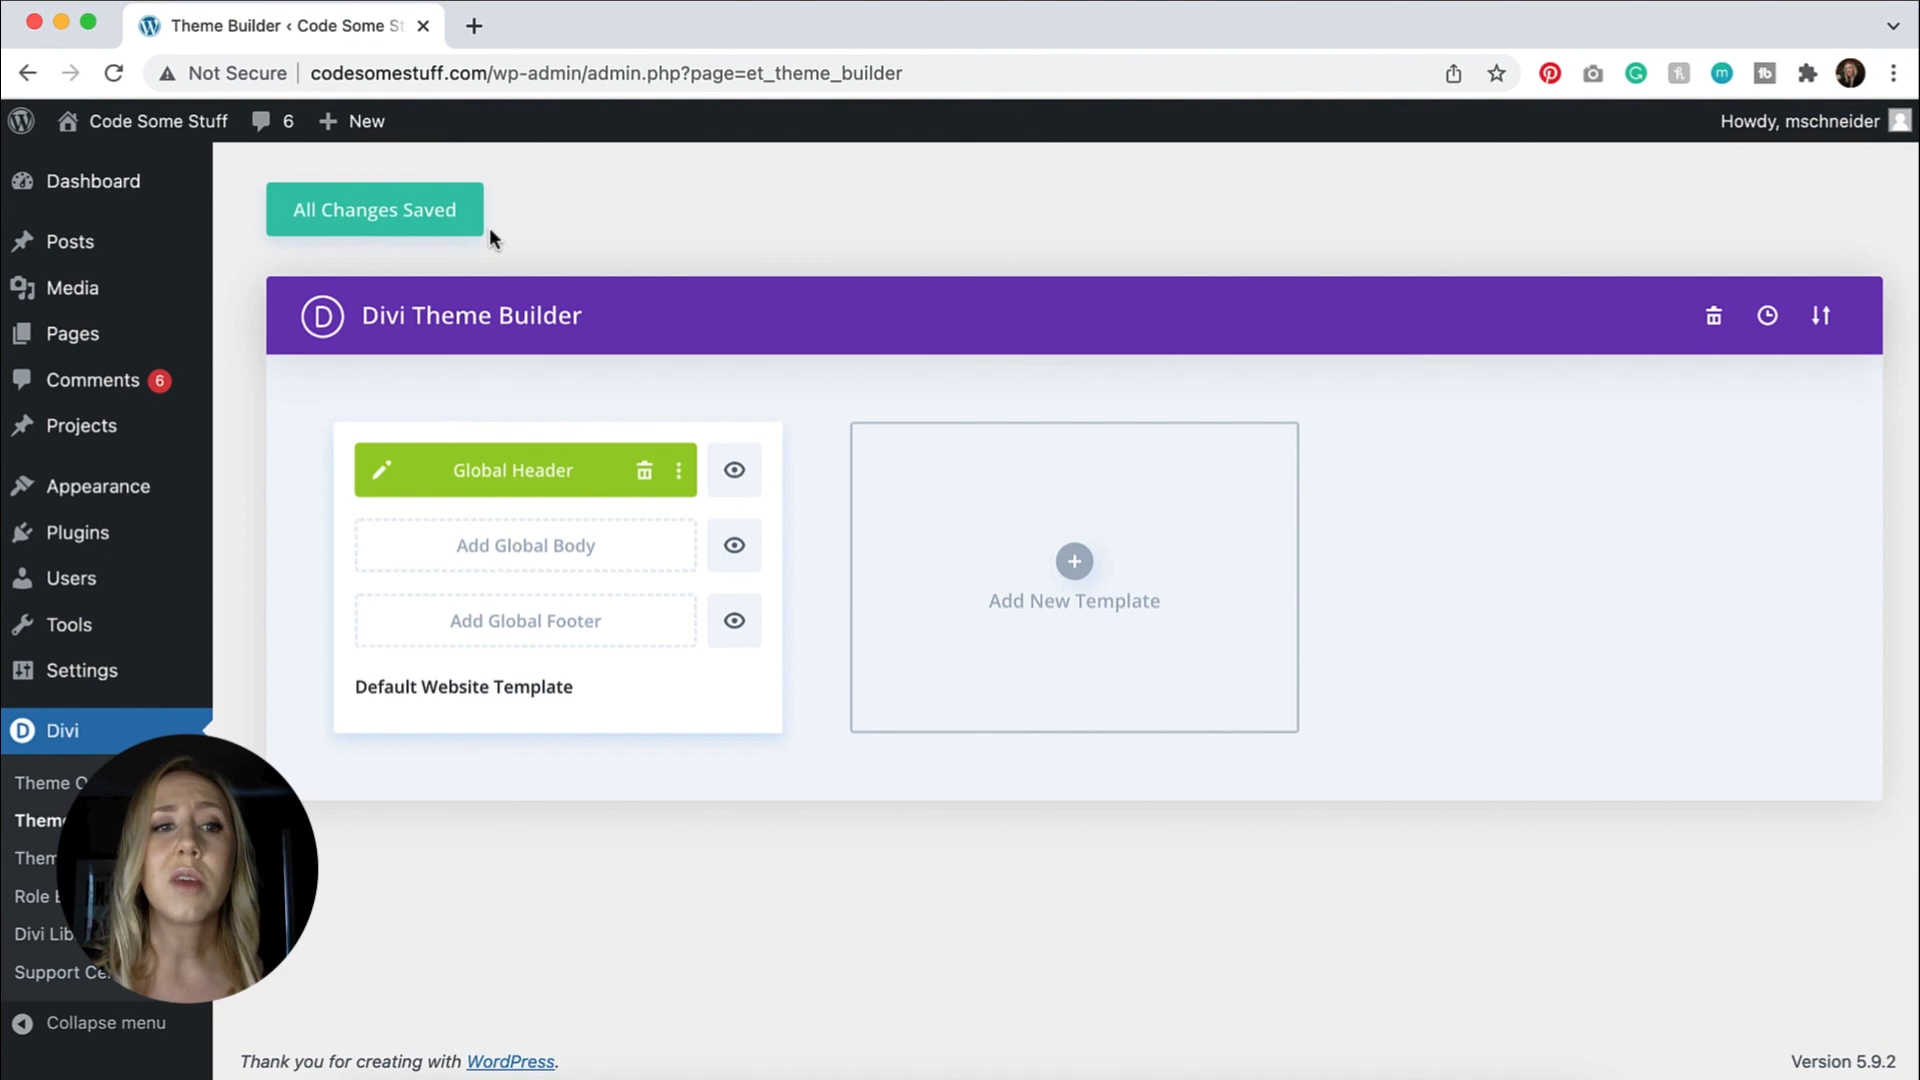 Theme Builder ‹ Code Some St
Not Secure
codesomestuff.com/wp-admin/admin.php?page=et_theme_builder
Code Some Stuff
6
New
Howdy, mschneider
Dashboard
Posts
Media
Pages
Comments 6
Projects
Appearance
Plugins
Users
Tools
Settings
Divi
Theme
Them
Them
Role
Divi Lib
Support Ce
Collapse menu
All Changes Saved
Divi Theme Builder
Global Header
Add Global Body
Add Global Footer
Default Website Template
Add New Template
Thank you for creating with WordPress.
Version 5.9.2